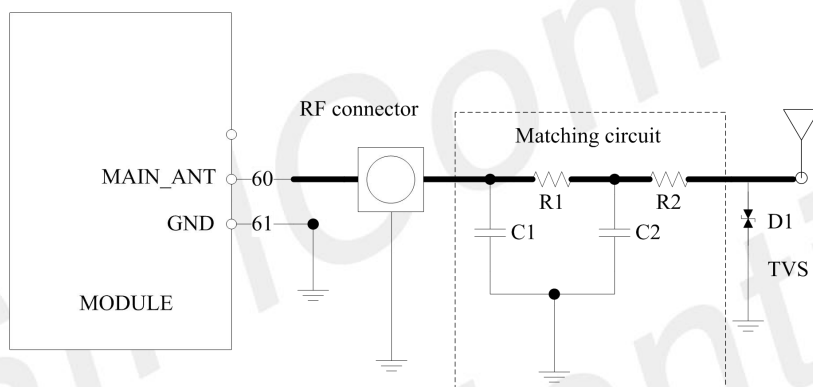 RF connector
Matching circuit
MAIN_ANT 60
R1 R2
GND 61
C1 C2 D1
TVS
MODULE